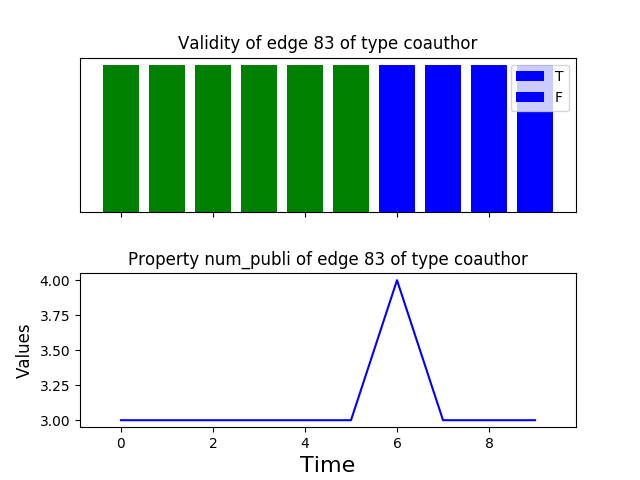 Validity of edge 83 of type coauthor
T
F
Property num_publi of edge 83 of type coauthor
4.00
3.75
3.50
3.25
3.00
Values
0 2 4 6 8
Time